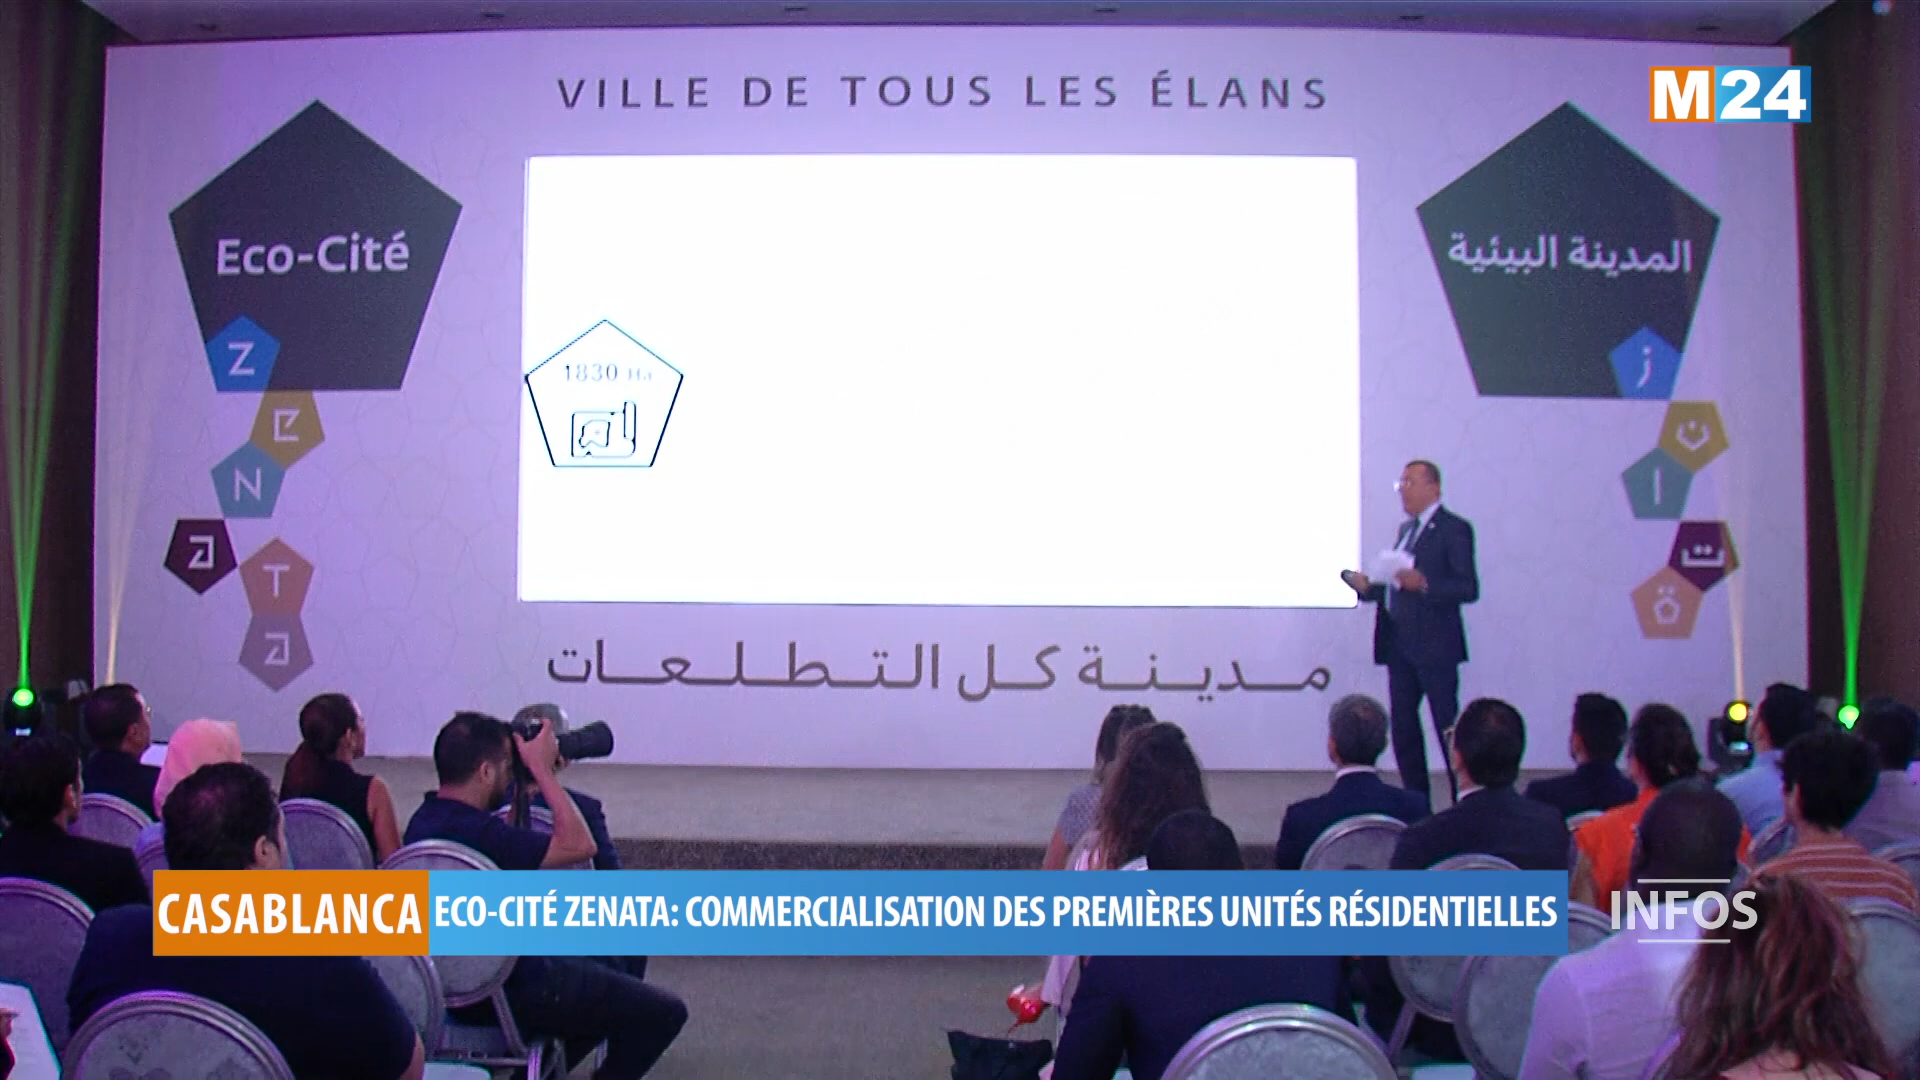 VILLE DE TOUS LES ÉLANS
M24
Eco-Cité
المدينة البيئية
Z
e
N
a
T
a
ز
ن
ا
ت
ة
1830 Ha
مدينة كل التطلعات
CASABLANCA
ECO-CITÉ ZENATA: COMMERCIALISATION DES PREMIÈRES UNITÉS RÉSIDENTIELLES
INFOS